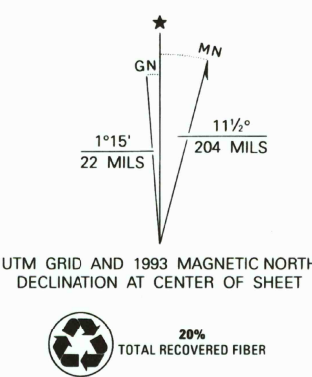 MN
GN
1°15'
22 MILS
11½°
204 MILS
UTM GRID AND 1993 MAGNETIC NORTH
DECLINATION AT CENTER OF SHEET
20%
TOTAL RECOVERED FIBER